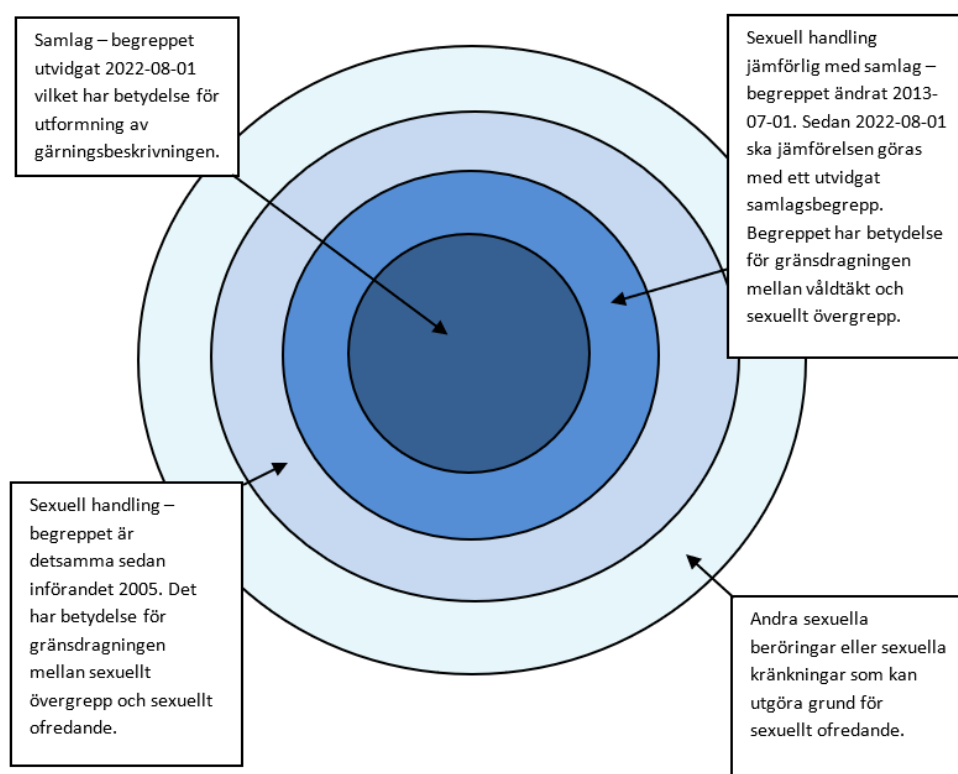 Samlag – begreppet
utvidgat 2022-08-01
vilket har betydelse för
utformning av
gärningsbeskrivningen.
Sexuell handling
jämförlig med samlag –
begreppet ändrat 2013-
07-01. Sedan 2022-08-01
ska jämförelsen göras
med ett utvidgat
samlagsbegrepp.
Begreppet har betydelse
för gränsdragningen
mellan våldtäkt och
sexuellt övergrepp.
Sexuell handling –
begreppet är
detsamma sedan
införandet 2005. Det
har betydelse för
gränsdragningen
mellan sexuellt
övergrepp och sexuellt
ofredande.
Andra sexuella
beröringar eller sexuella
kränkningar som kan
utgöra grund för
sexuellt ofredande.